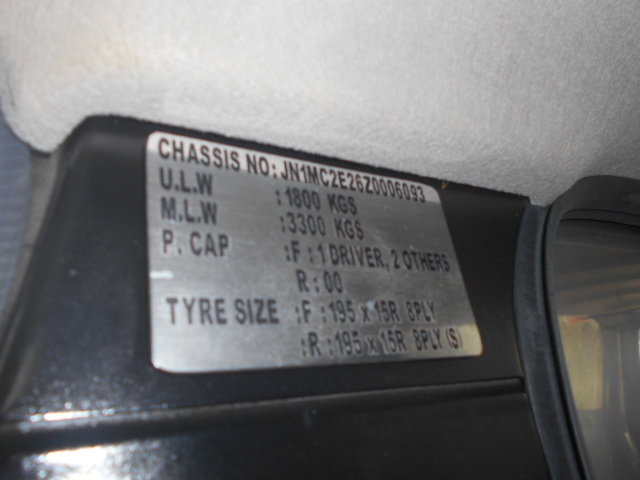 CHASSIS NO: JN1MC2E26Z0006093
U.L.W :1800 KGS
M.L.W :3300 KGS
P. CAP :F : 1 DRIVER, 2 OTHERS
R : 00
TYRE SIZE :F : 195 x 15R 8PLY
:R : 195 x 15R 8PLY (S)